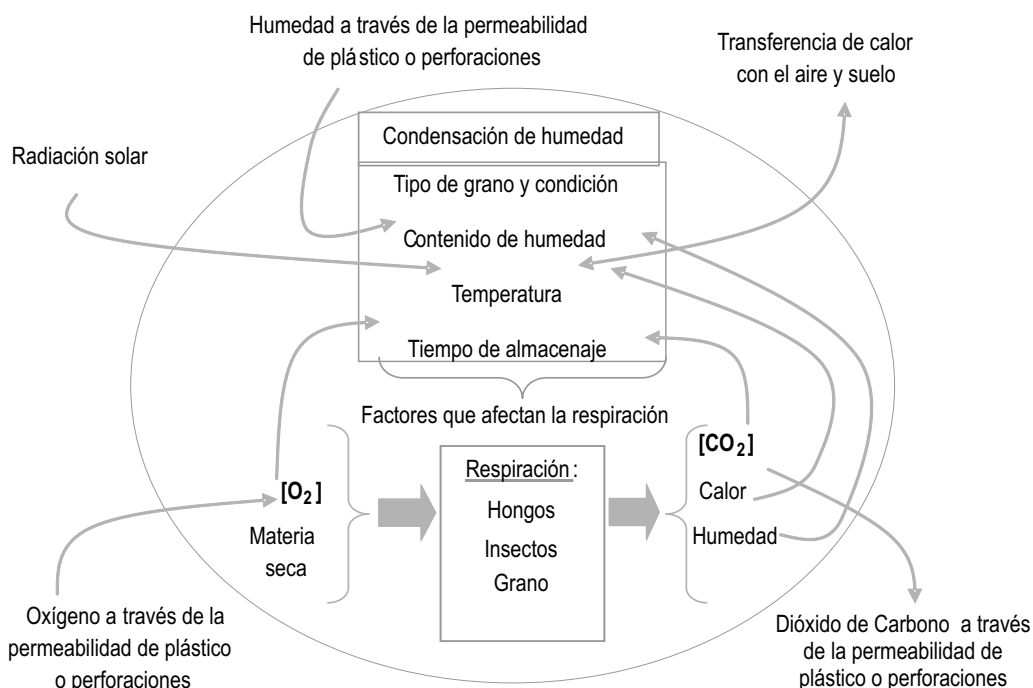 Humedad a través de la permeabilidad
de plástico o perforaciones
Transferencia de calor
con el aire y suelo
Radiación solar
Condensación de humedad
Tipo de grano y condición
Contenido de humedad
Temperatura
Tiempo de almacenaje
Factores que afectan la respiración
[O₂]
Materia
seca
Respiración:
Hongos
Insectos
Grano
[CO₂]
Calor
Humedad
Oxígeno a través de la
permeabilidad de plástico
o perforaciones
Dióxido de Carbono a través
de la permeabilidad de
plástico o perforaciones